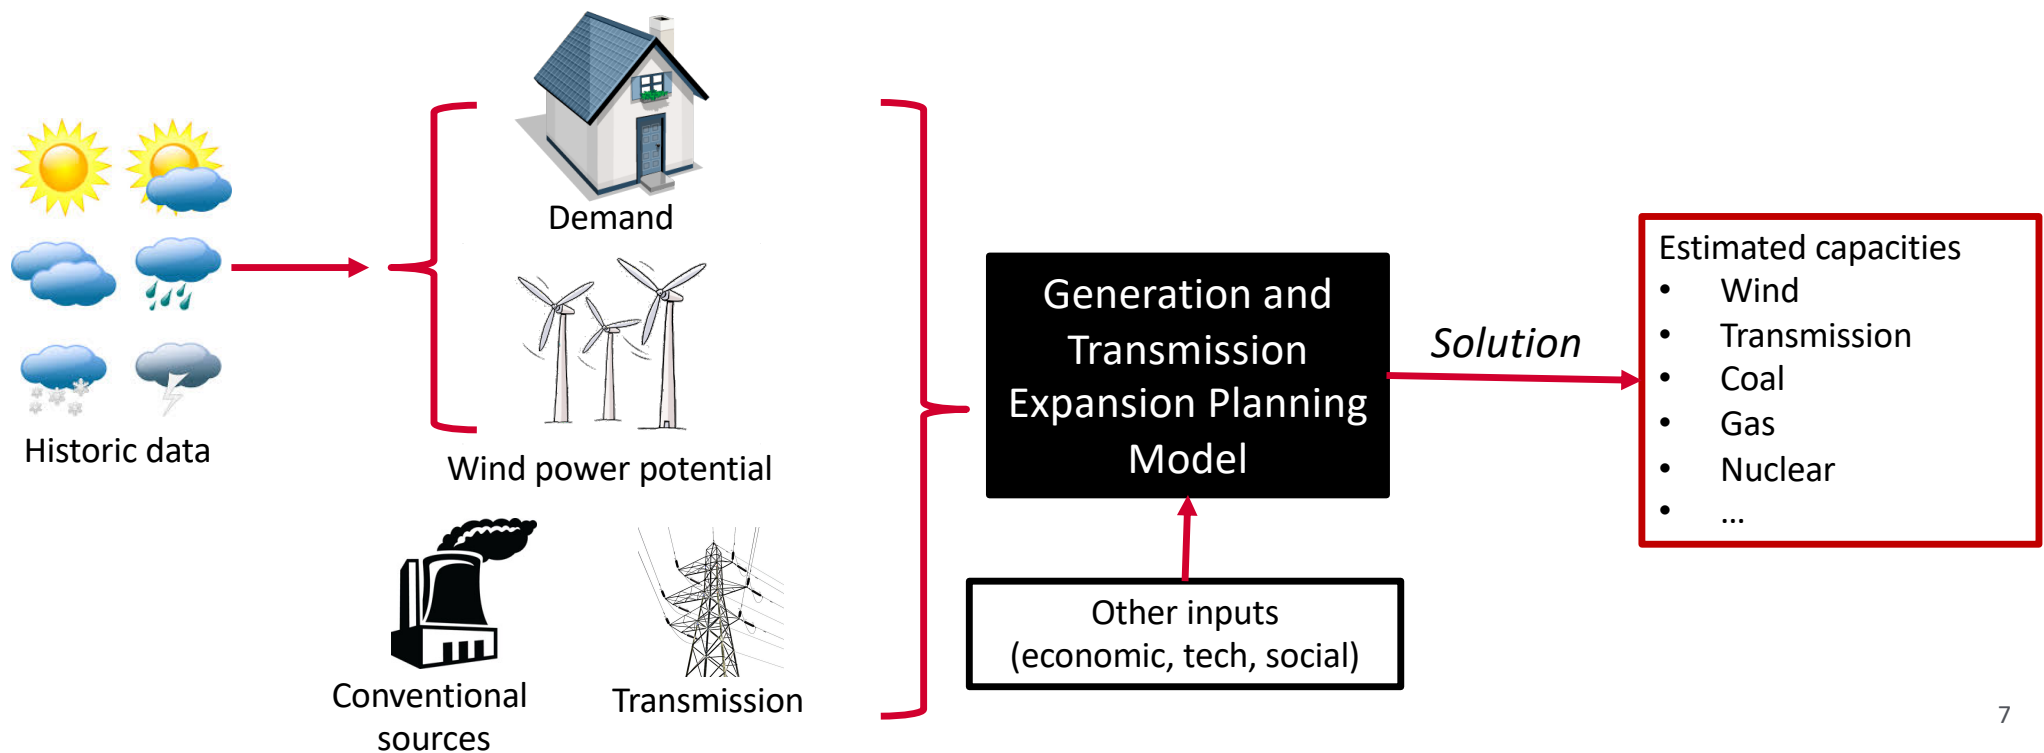 Historic data
Demand
Wind power potential
Conventional
sources
Transmission
Generation and
Transmission
Expansion Planning
Model
Other inputs
(economic, tech, social)
Solution
Estimated capacities
• Wind
• Transmission
• Coal
• Gas
• Nuclear
• ...
7